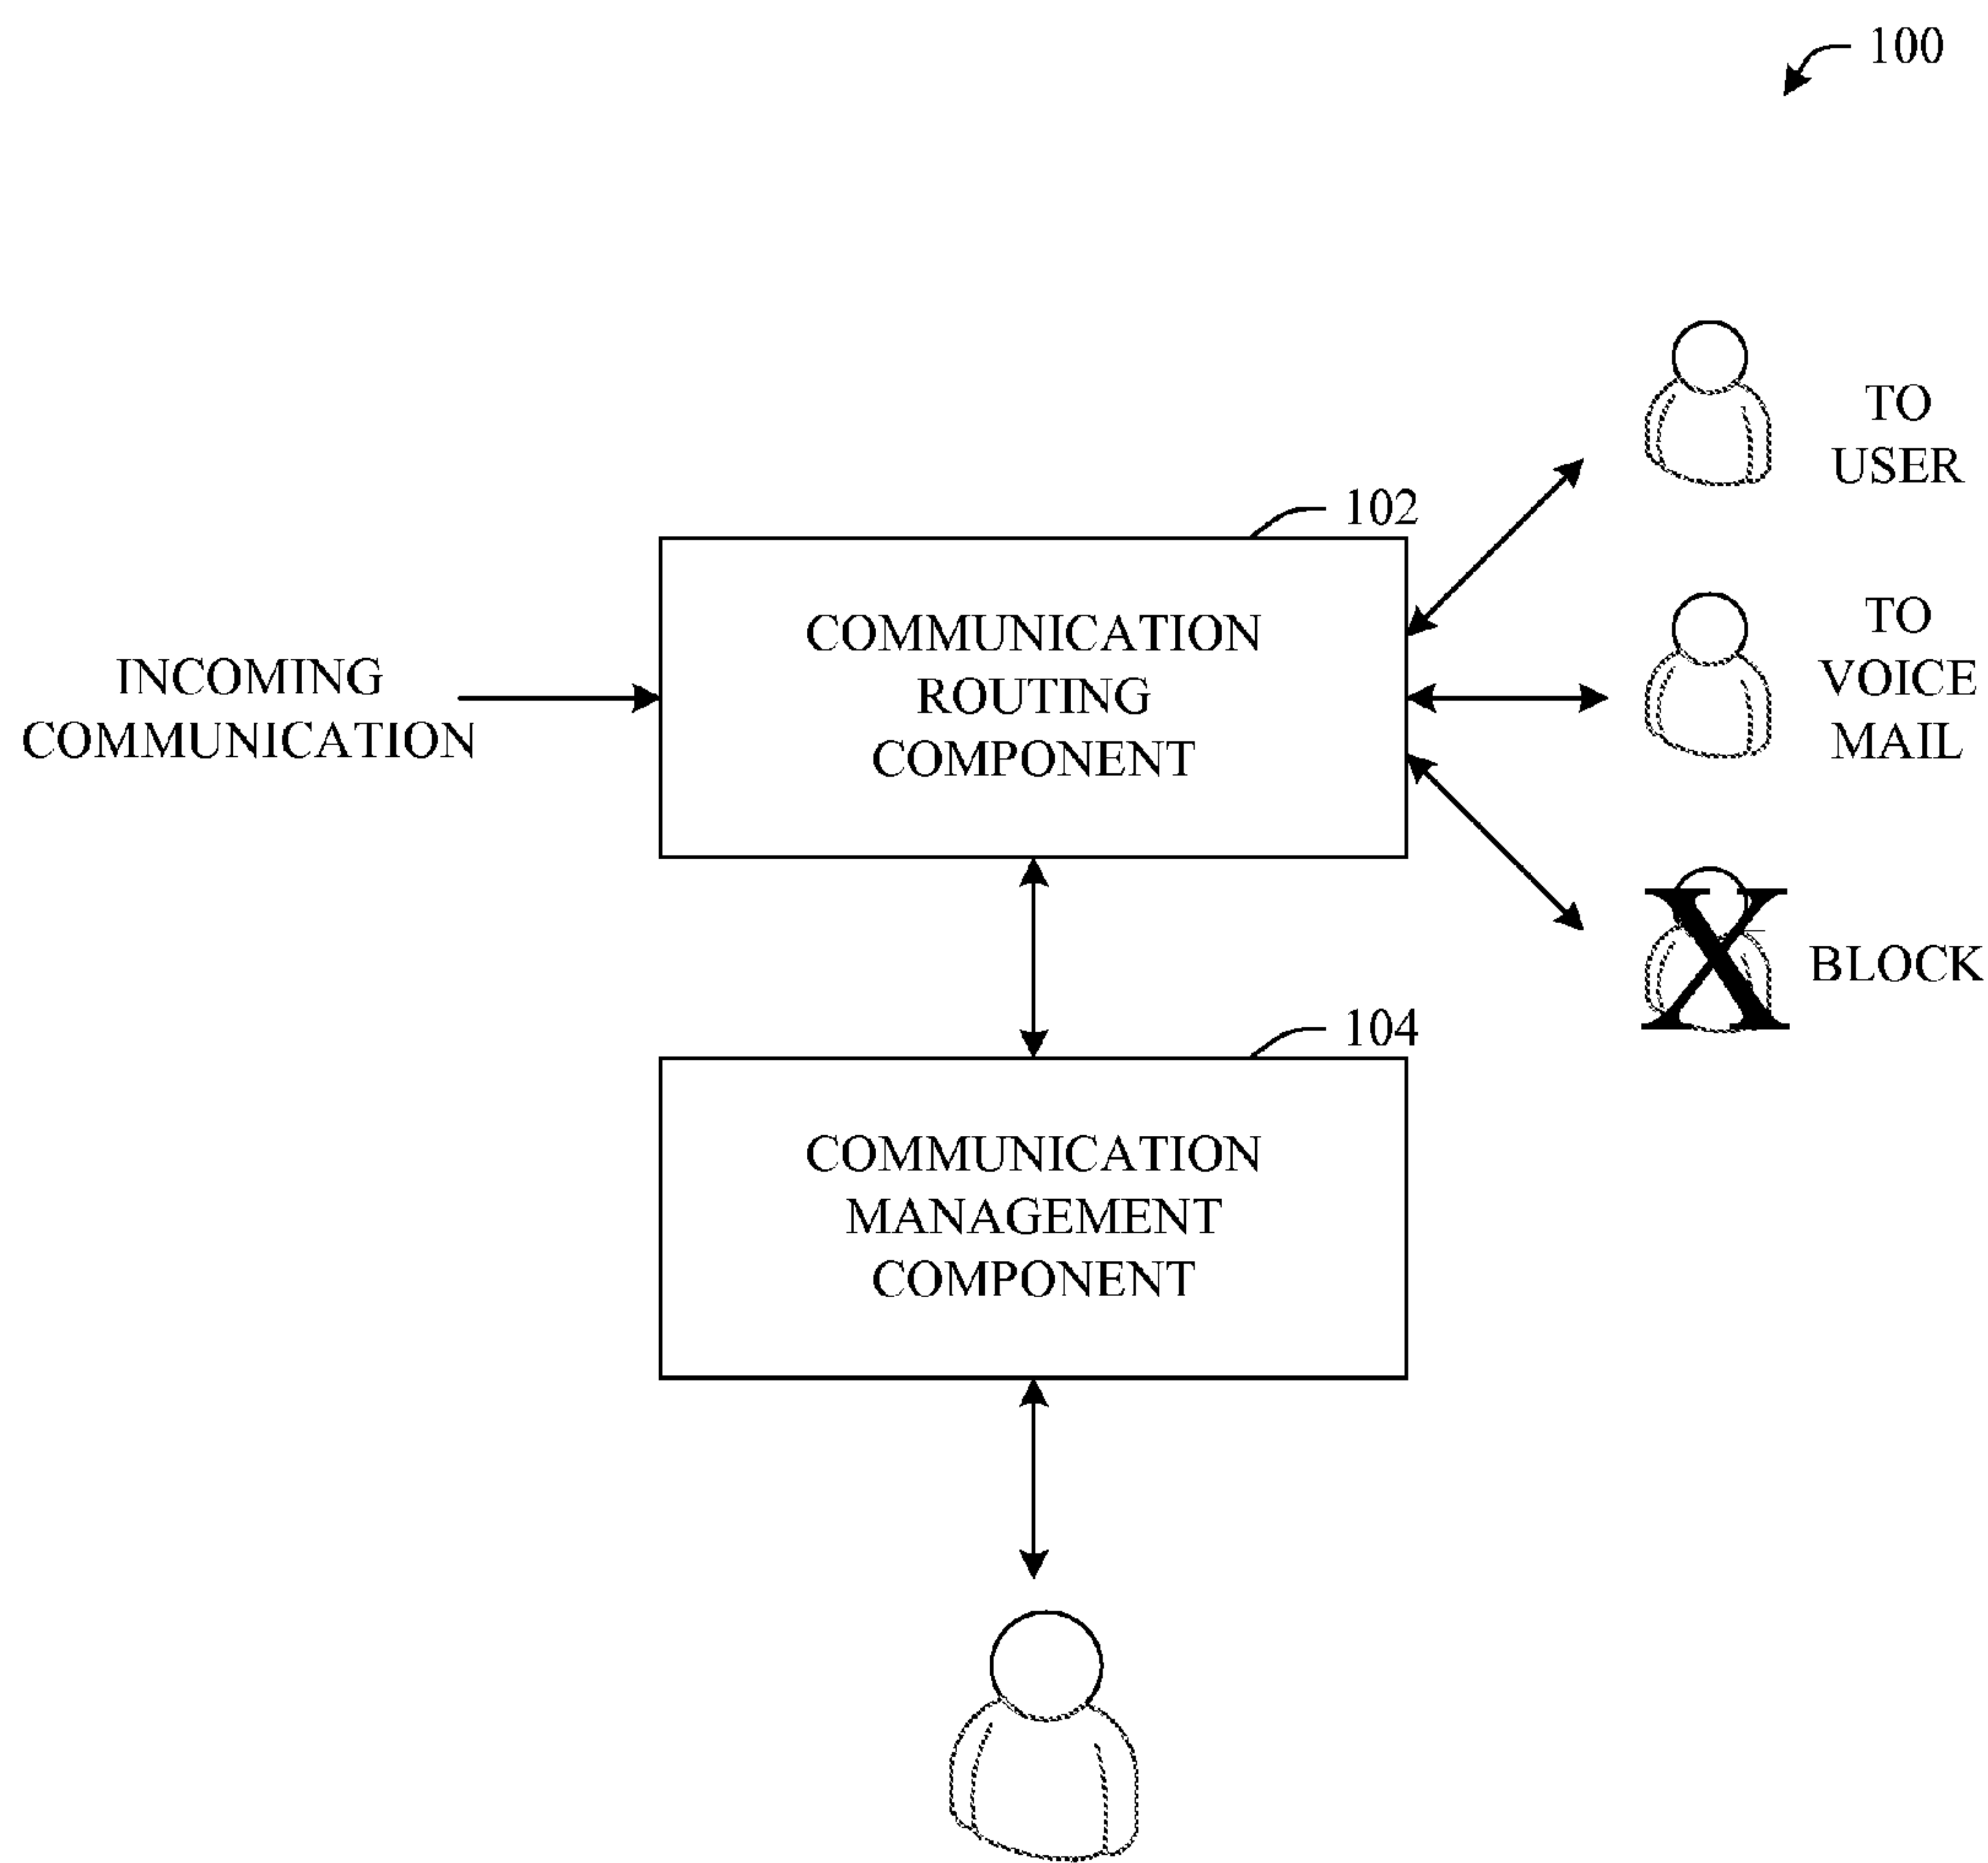 100
TO
USER
102
COMMUNICATION
ROUTING
COMPONENT
INCOMING
COMMUNICATION
TO
VOICE
MAIL
X
BLOCK
104
COMMUNICATION
MANAGEMENT
COMPONENT